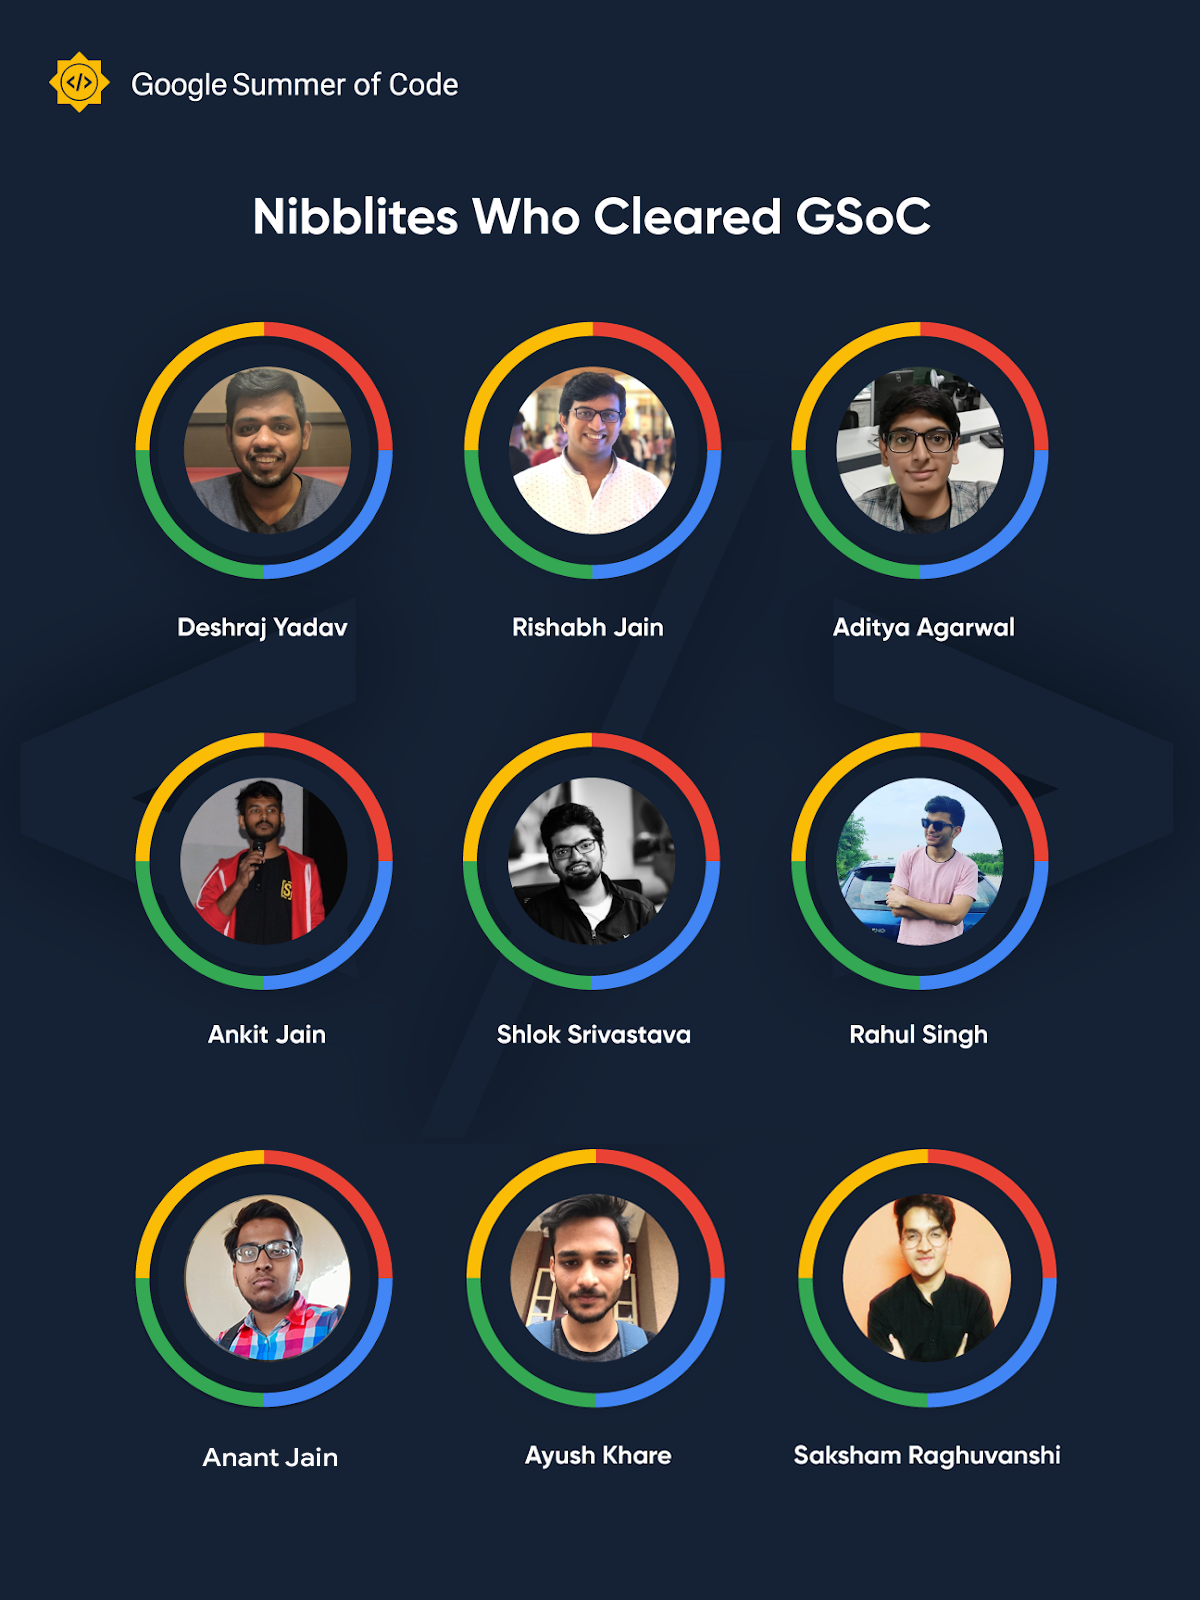 Google Summer of Code
Nibblites Who Cleared GSoC
Deshraj Yadav
Rishabh Jain
Aditya Agarwal
Ankit Jain
Shlok Srivastava
Rahul Singh
Anant Jain
Ayush Khare
Saksham Raghuvanshi